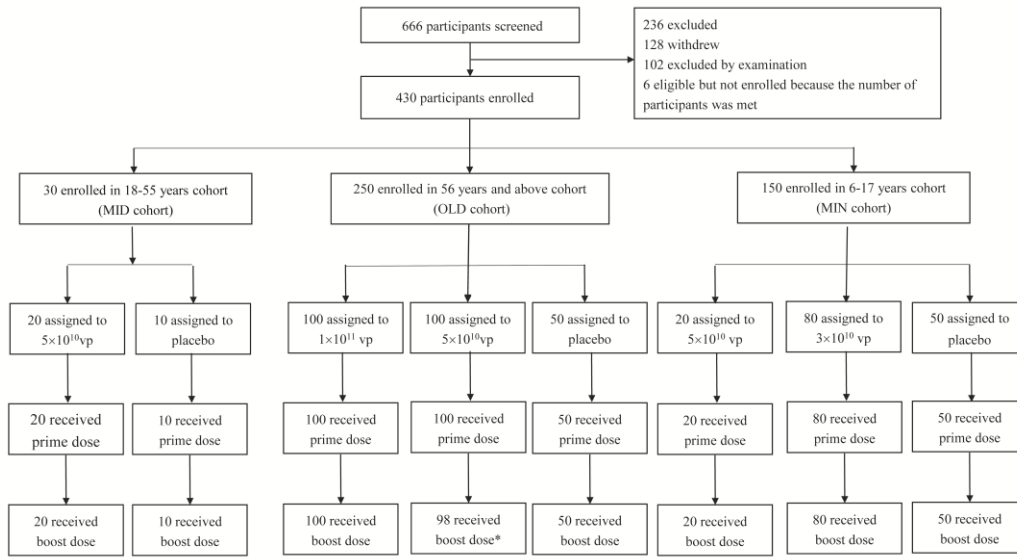 666 participants screened
236 excluded
128 withdrew
102 excluded by examination
6 eligible but not enrolled because the number of
participants was met
430 participants enrolled
30 enrolled in 18-55 years cohort
(MID cohort)
250 enrolled in 56 years and above cohort
(OLD cohort)
150 enrolled in 6-17 years cohort
(MIN cohort)
20 assigned to
5×10¹⁰vp
10 assigned to
placebo
100 assigned to
1×10¹¹ vp
100 assigned to
5×10¹⁰vp
50 assigned to
placebo
20 assigned to
5×10¹⁰ vp
80 assigned to
3×10¹⁰ vp
50 assigned to
placebo
20 received
prime dose
10 received
prime dose
100 received
prime dose
100 received
prime dose
50 received
prime dose
20 received
prime dose
80 received
prime dose
50 received
prime dose
20 received
boost dose
10 received
boost dose
100 received
boost dose
98 received
boost dose*
50 received
boost dose
20 received
boost dose
80 received
boost dose
50 received
boost dose